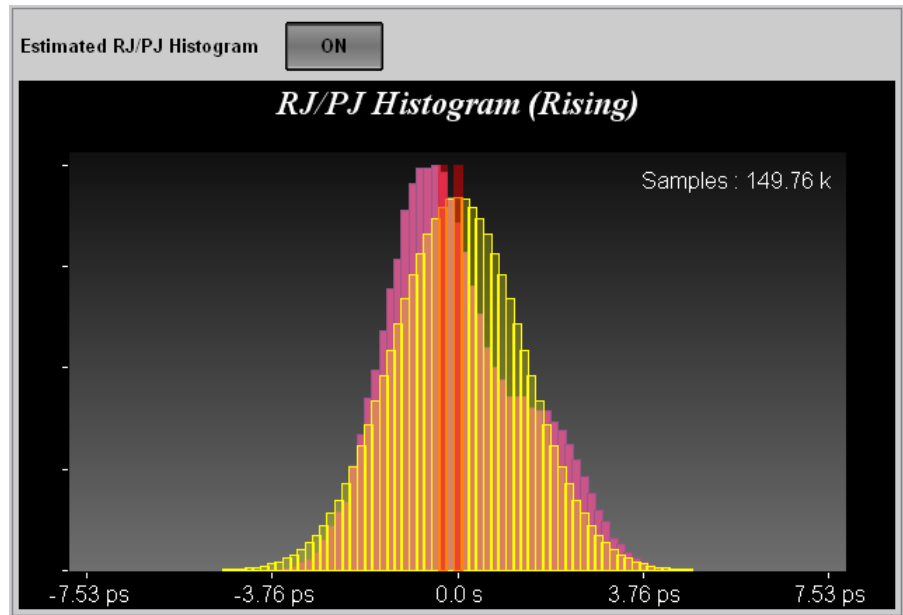 Estimated RJ/PJ Histogram ON
RJ/PJ Histogram (Rising)
Samples : 149.76 k
-7.53 ps -3.76 ps 0.0 s 3.76 ps 7.53 ps